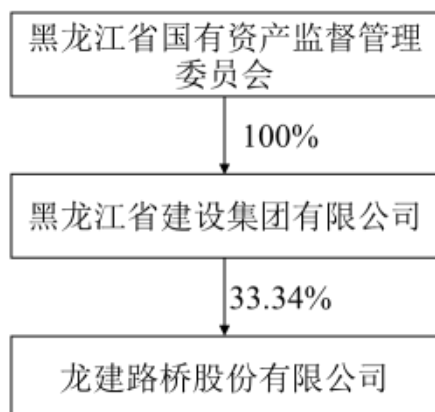 黑龙江省国有资产监督管理
委员会
100%
黑龙江省建设集团有限公司
33.34%
龙建路桥股份有限公司